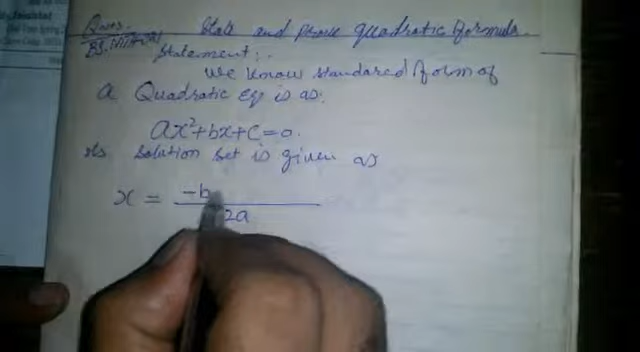 Ques. State and prove quadratic formula.
Statement:.
We know standared form of
a Quadratic Eq is as:
ax²+bx+c=0.
Its solution set is given as
x = -b
2a